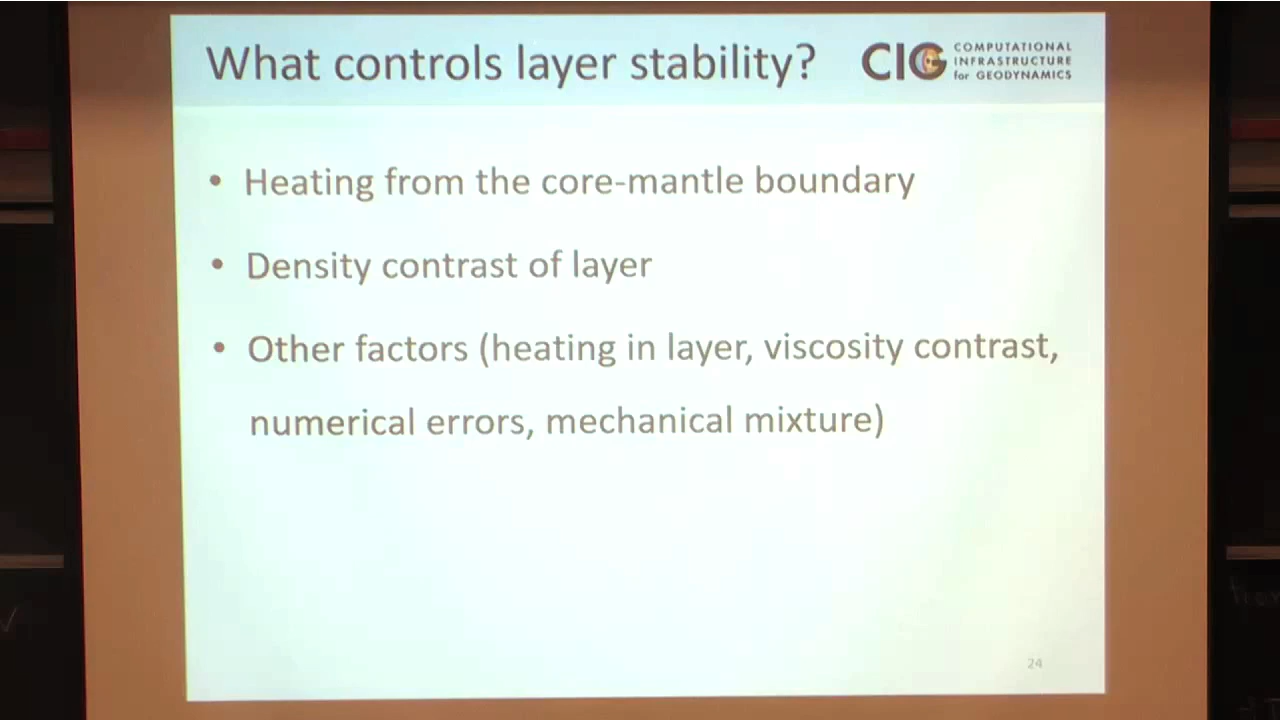 What controls layer stability?
CIG
COMPUTATIONAL
INFRASTRUCTURE
for GEODYNAMICS
• Heating from the core-mantle boundary
• Density contrast of layer
• Other factors (heating in layer, viscosity contrast,
numerical errors, mechanical mixture)
24